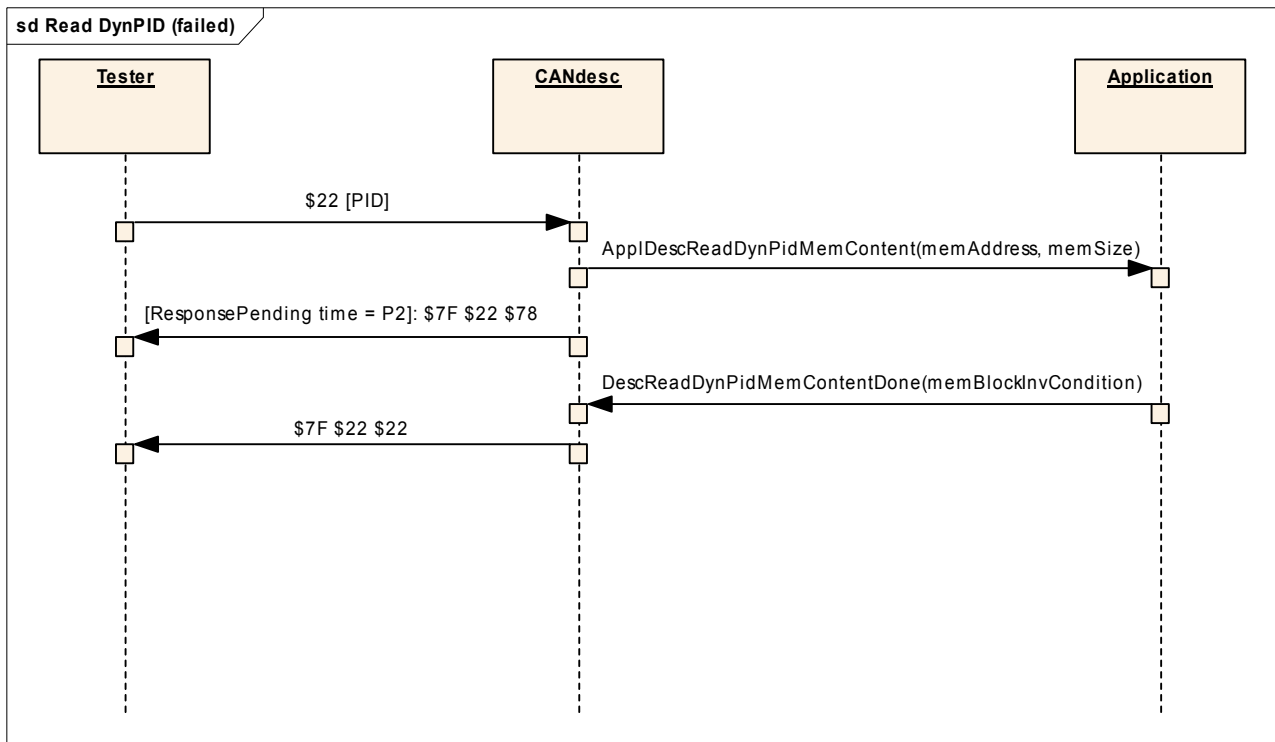 sd Read DynPID (failed)
Tester
CANdesc
Application
$22 [PID]
ApplDescReadDynPidMemContent(memAddress, memSize)
[ResponsePending time = P2]: $7F $22 $78
DescReadDynPidMemContentDone(memBlockInvCondition)
$7F $22 $22